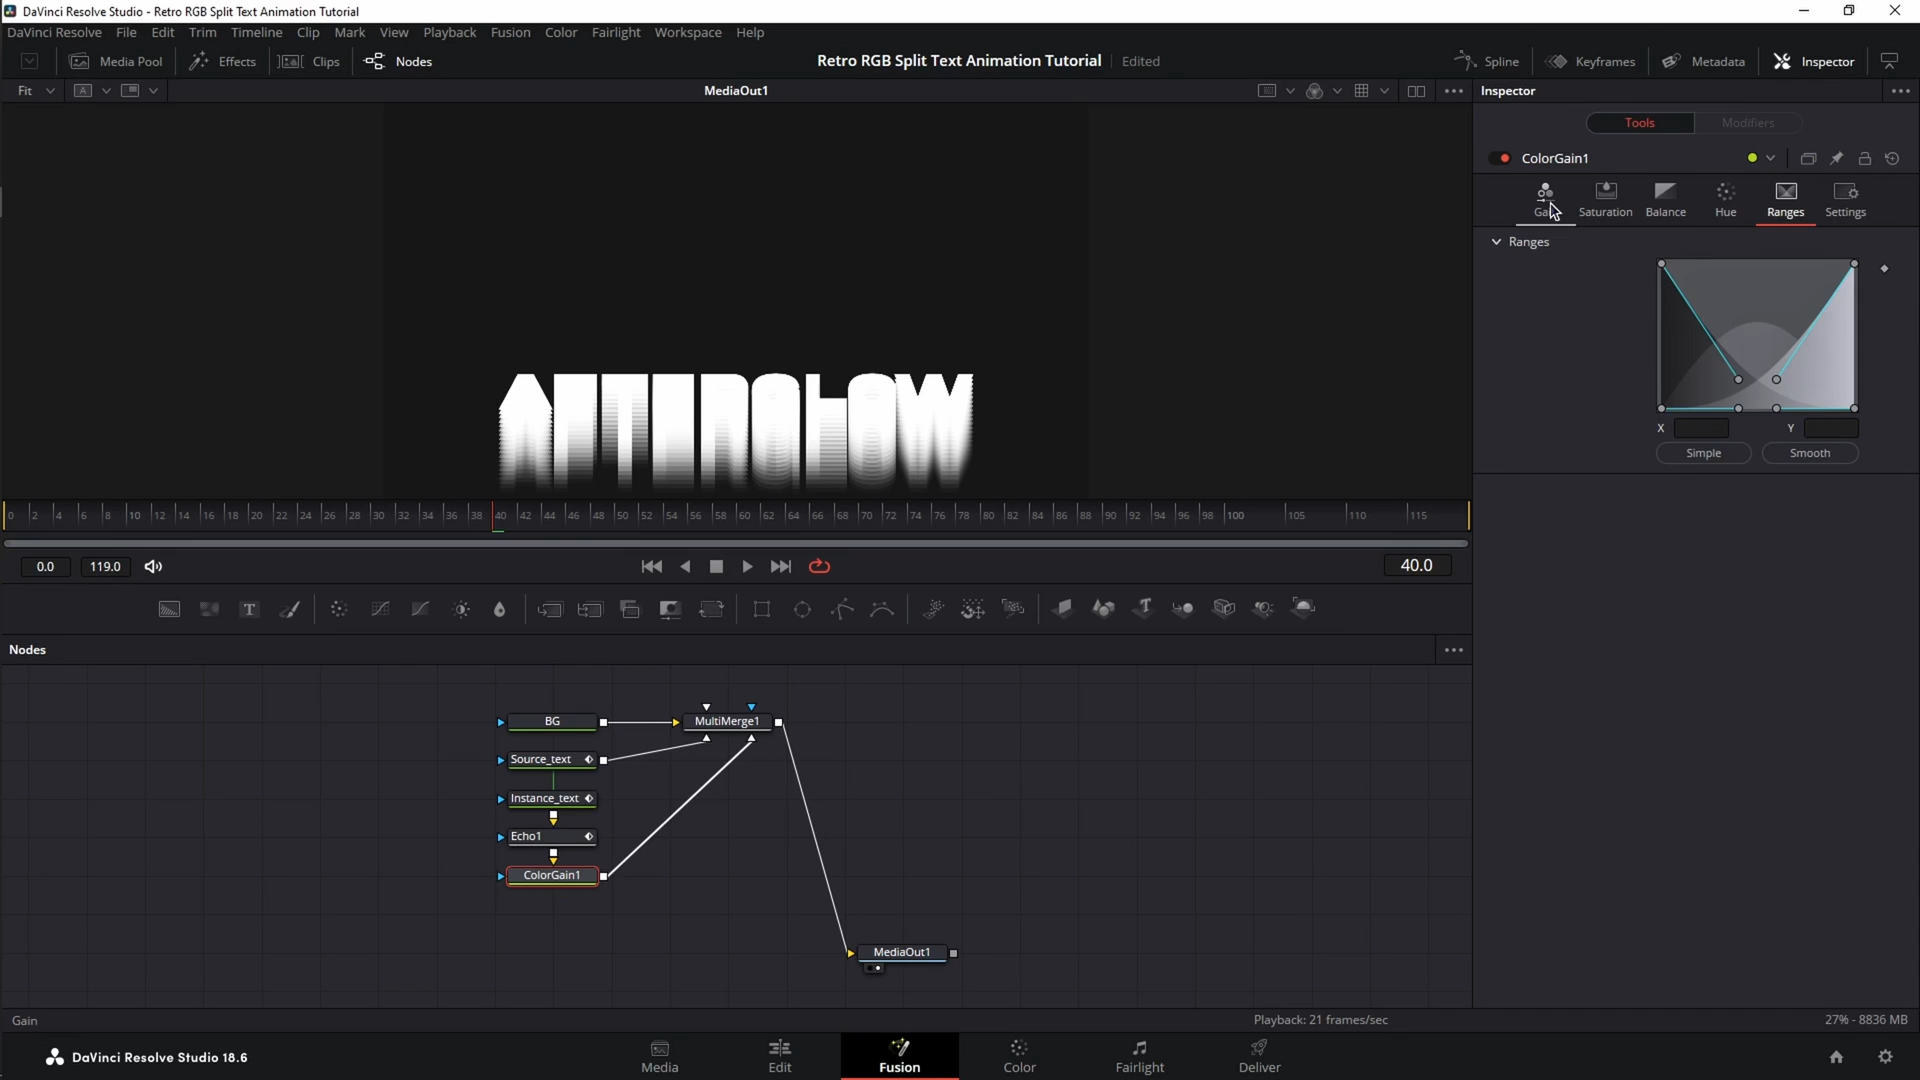 DaVinci Resolve Studio - Retro RGB Split Text Animation Tutorial
DaVinci Resolve File Edit Trim Timeline Clip Mark View Playback Fusion Color Fairlight Workspace Help
Media Pool Effects Clips Nodes Retro RGB Split Text Animation Tutorial Edited Spline Keyframes Metadata Inspector
Fit A MediaOut1 Inspector
Tools Modifiers
ColorGain1
Saturation Balance Hue Ranges Settings
Ranges
AFTERGLOW
X Y
Simple Smooth
0 2 4 6 8 10 12 14 16 18 20 22 24 26 28 30 32 34 36 38 40 42 44 46 48 50 52 54 56 58 60 62 64 66 68 70 72 74 76 78 80 82 84 86 88 90 92 94 96 98 100 105 110 115
0.0 119.0 40.0
T T
Nodes
BG MultiMerge1
Source_text
Instance_text
Echo1
ColorGain1
MediaOut1
Gain Playback: 21 frames/sec 27% - 8836 MB
DaVinci Resolve Studio 18.6 Media Edit Fusion Color Fairlight Deliver